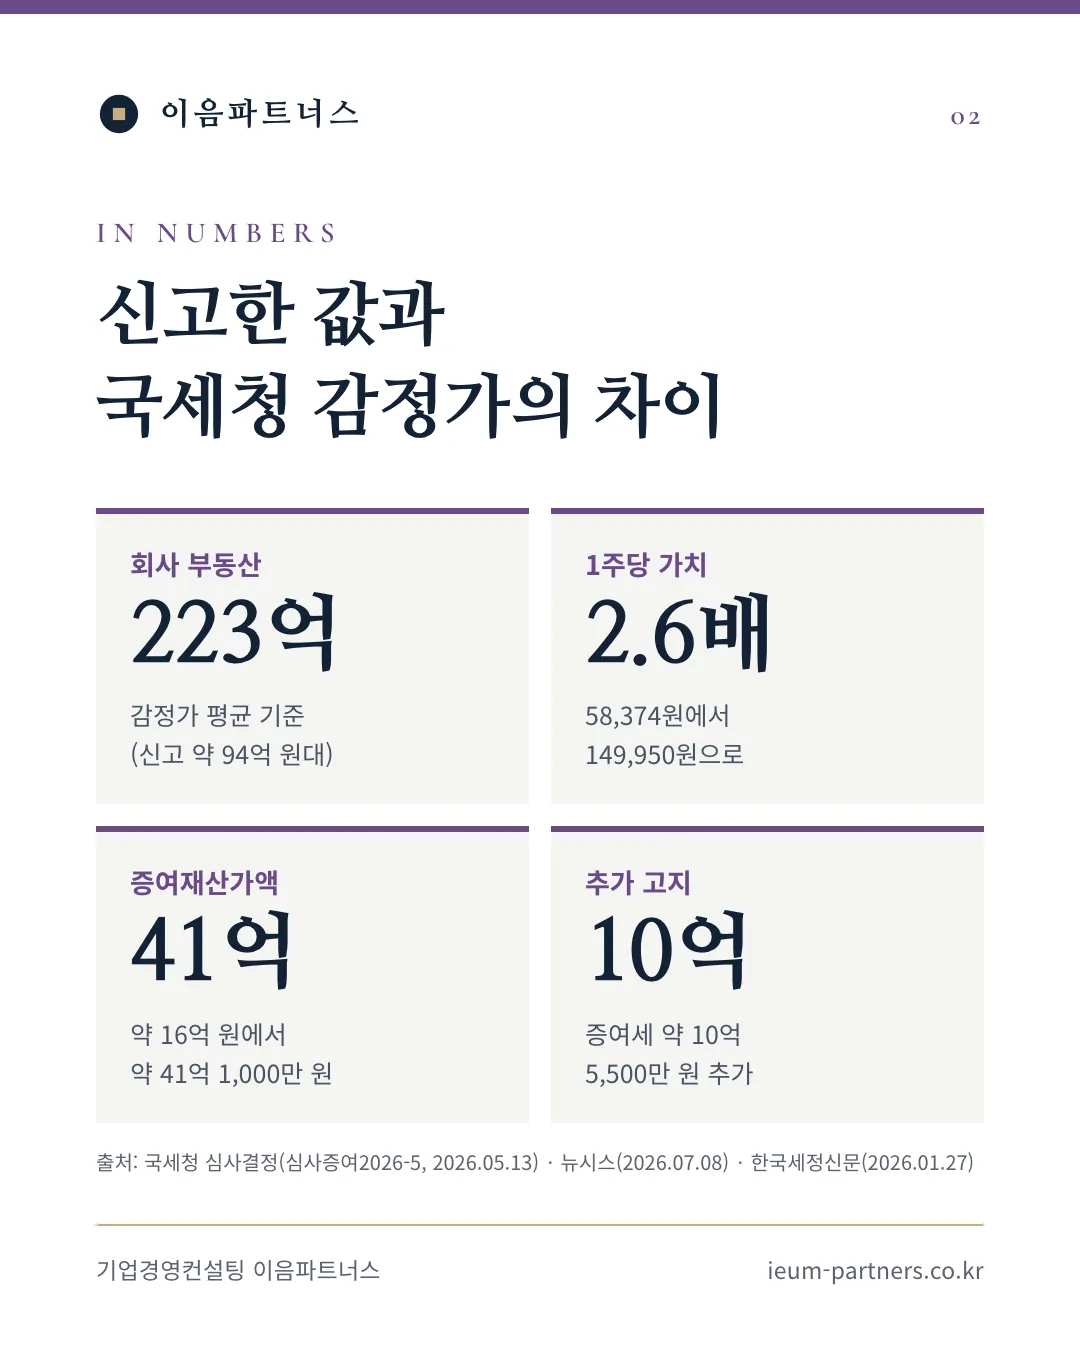 이음파트너스
02
IN NUMBERS
신고한 값과
국세청 감정가의 차이
회사 부동산
223억
감정가 평균 기준
(신고 약 94억 원대)
1주당 가치
2.6배
58,374원에서
149,950원으로
증여재산가액
41억
약 16억 원에서
약 41억 1,000만 원
추가 고지
10억
증여세 약 10억
5,500만 원 추가
출처: 국세청 심사결정(심사증여2026-5, 2026.05.13) · 뉴시스(2026.07.08) · 한국세정신문(2026.01.27)
기업경영컨설팅 이음파트너스
ieum-partners.co.kr